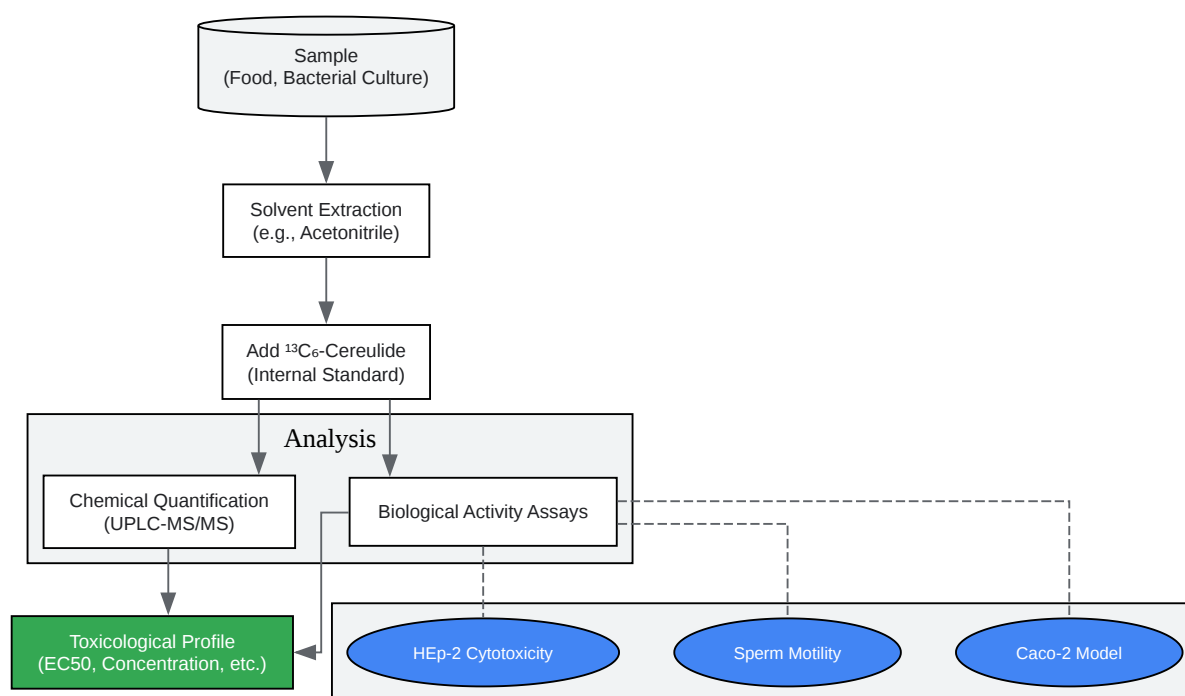 Sample
(Food, Bacterial Culture)
Solvent Extraction
(e.g., Acetonitrile)
Add ¹³C₆-Cereulide
(Internal Standard)
Analysis
Chemical Quantification
(UPLC-MS/MS)
Biological Activity Assays
Toxicological Profile
(EC50, Concentration, etc.)
HEp-2 Cytotoxicity
Sperm Motility
Caco-2 Model